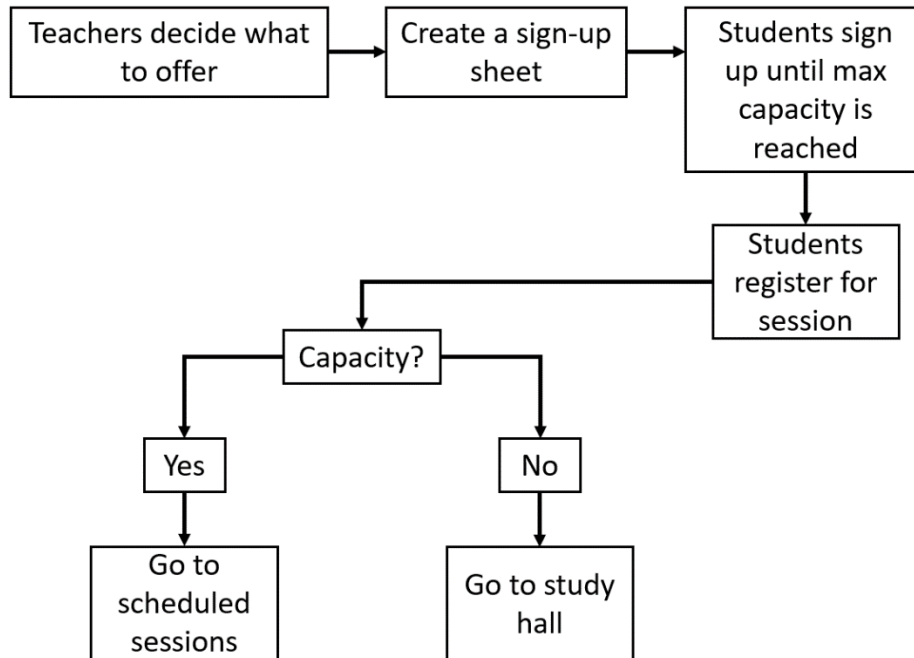 Teachers decide what
to offer
Create a sign-up
sheet
Students sign
up until max
capacity is
reached
Students
register for
session
Capacity?
Yes
No
Go to
scheduled
sessions
Go to study
hall